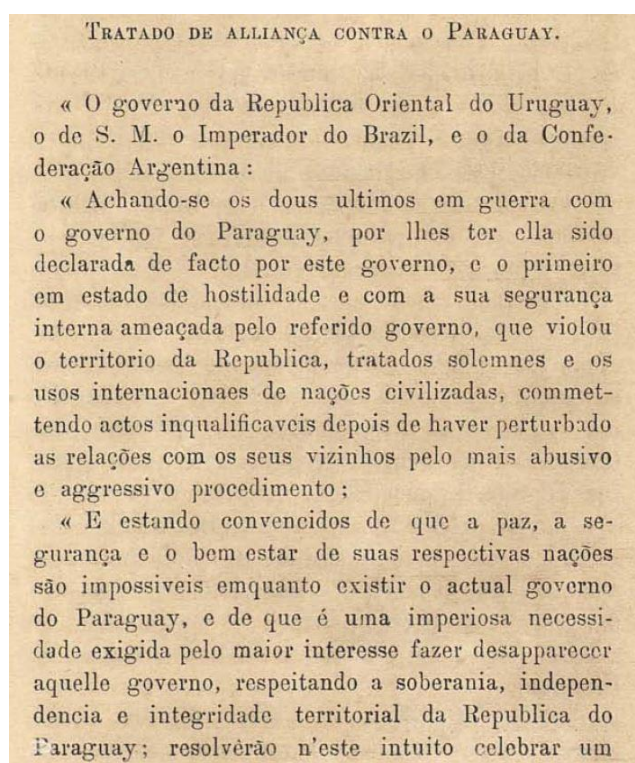 TRATADO DE ALLIANÇA CONTRA O PARAGUAY.
« O governo da Republica Oriental do Uruguay,
o de S. M. o Imperador do Brazil, e o da Confe-
deração Argentina :
« Achando-se os dous ultimos em guerra com
o governo do Paraguay, por lhes ter ella sido
declarada de facto por este governo, e o primeiro
em estado de hostilidade e com a sua segurança
interna ameaçada pelo referido governo, que violou
o territorio da Republica, tratados solemnes e os
usos internacionaes de nações civilizadas, commet-
tendo actos inqualificaveis depois de haver perturbado
as relações com os seus vizinhos pelo mais abusivo
e aggressivo procedimento ;
« E estando convencidos de que a paz, a se-
gurança e o bem estar de suas respectivas nações
são impossiveis emquanto existir o actual governo
do Paraguay, e de que é uma imperiosa necessi-
dade exigida pelo maior interesse fazer desapparecer
aquelle governo, respeitando a soberania, indepen-
dencia e integridade territorial da Republica do
Paraguay ; resolvêrão n'este intuito celebrar um